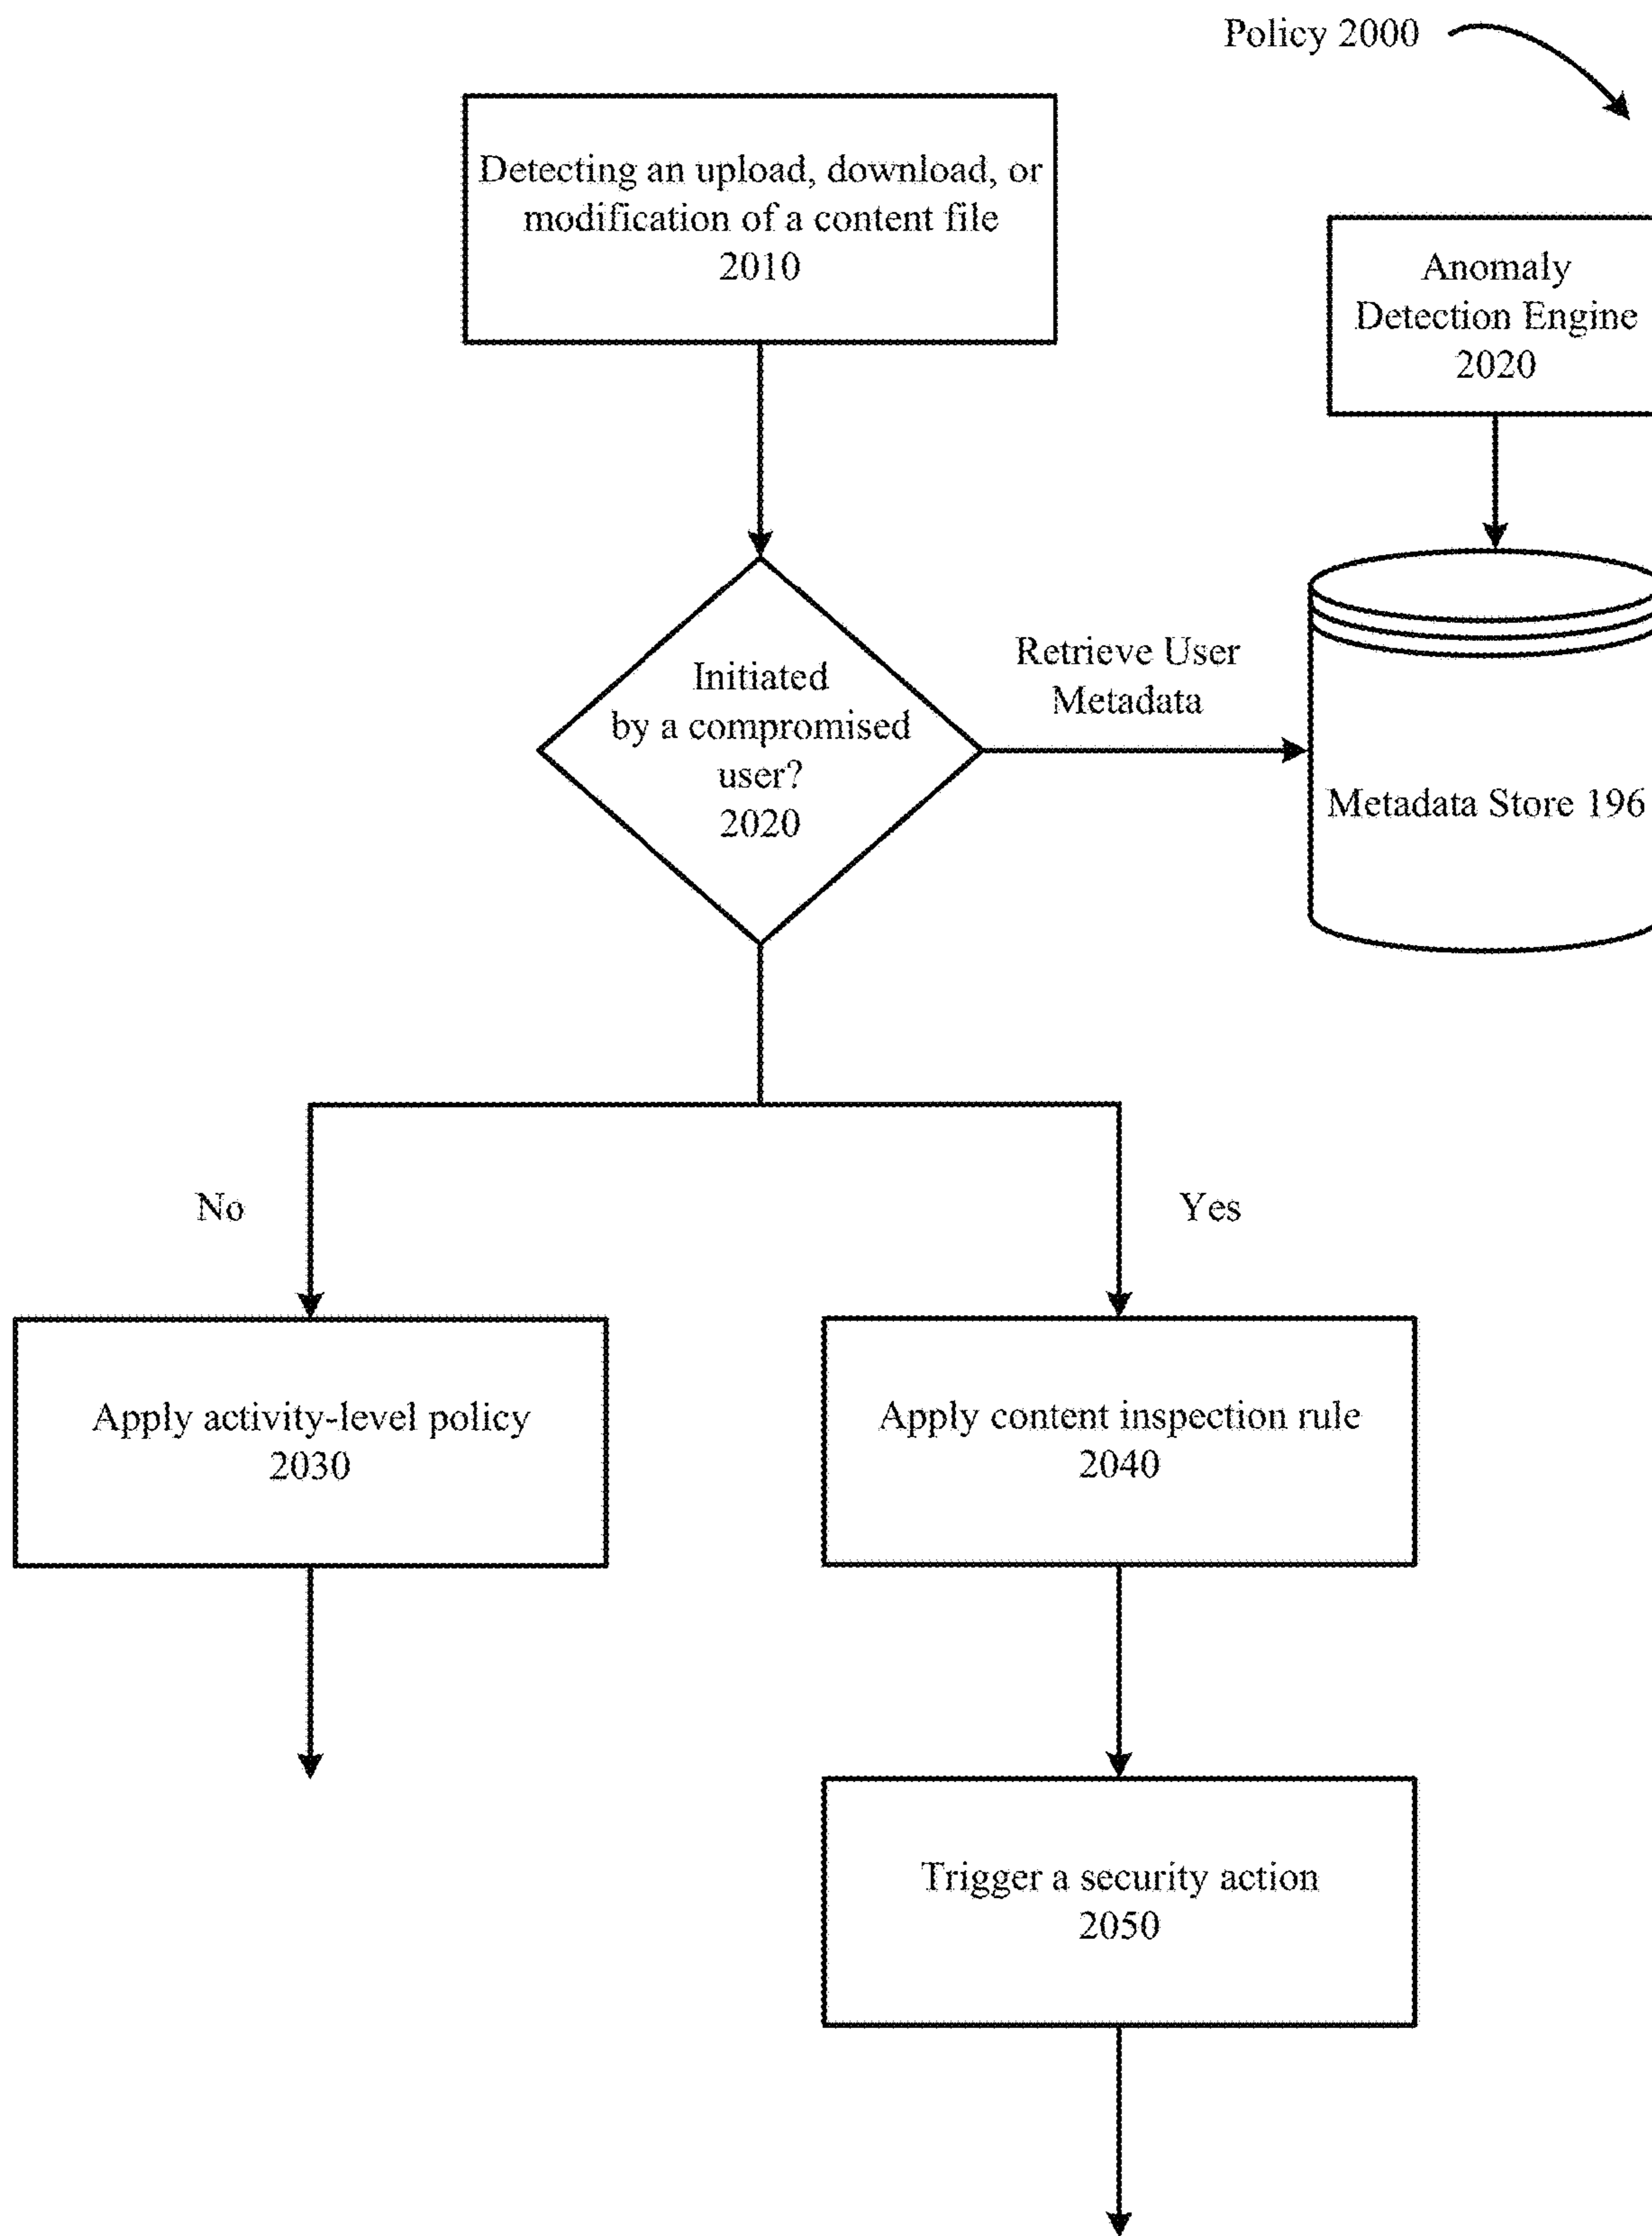 Policy 2000
Detecting an upload, download, or
modification of a content file
2010
Anomaly
Detection Engine
2020
Initiated
by a compromised
user?
2020
Retrieve User
Metadata
Metadata Store 196
No
Yes
Apply activity-level policy
2030
Apply content inspection rule
2040
Trigger a security action
2050